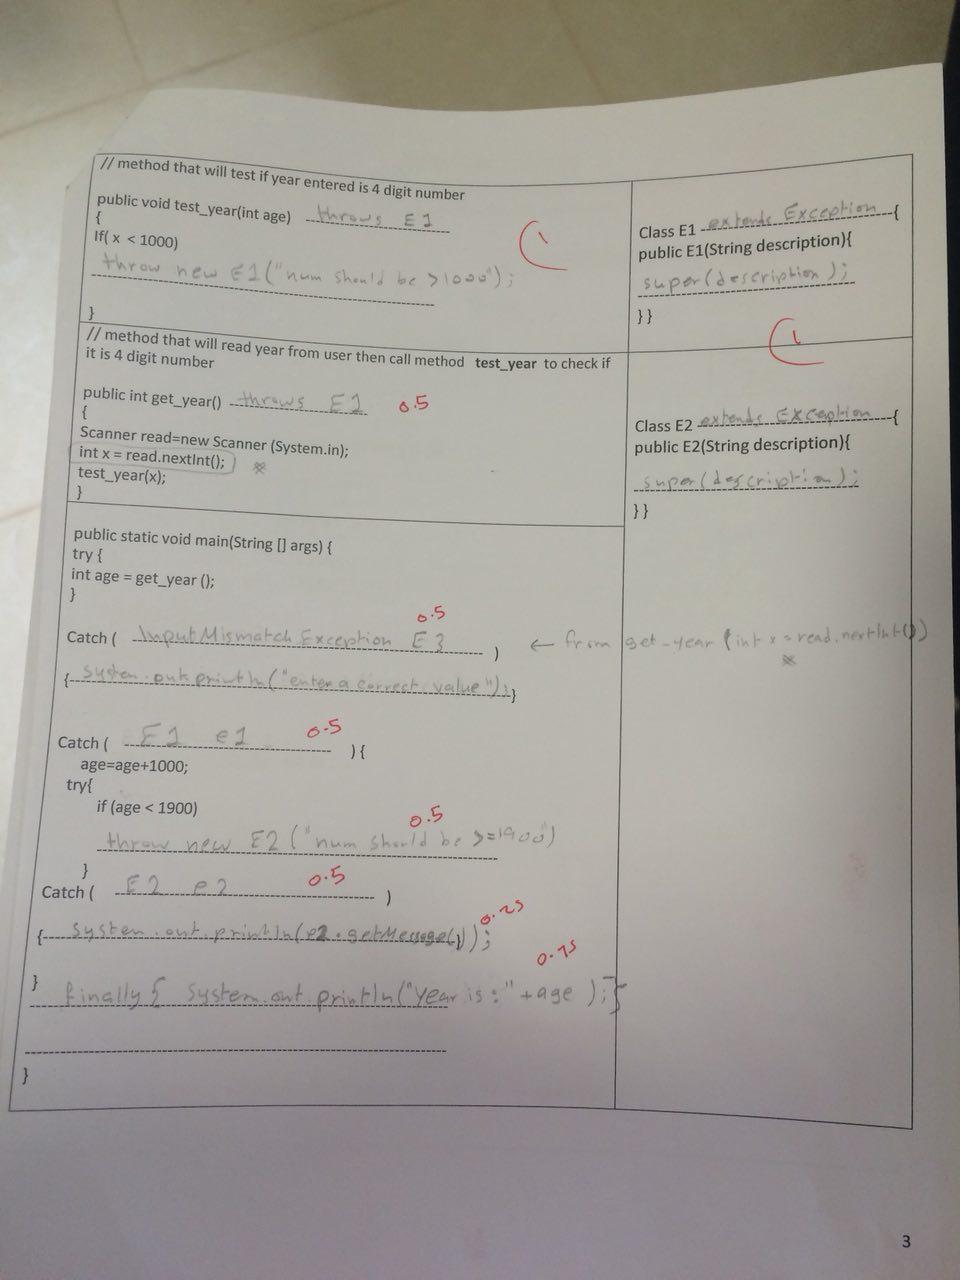 // method that will test if year entered is 4 digit number
public void test_year(int age) throws E1
{
If( x < 1000)
throw new E1("num should be >1000");
}
1
Class E1 extends Exception {
public E1(String description){
super(description);
}}
1
// method that will read year from user then call method test_year to check if
it is 4 digit number
public int get_year() throws E1 0.5
{
Scanner read=new Scanner (System.in);
int x = read.nextInt();
test_year(x);
}
Class E2 extends Exception {
public E2(String description){
super(description);
}}
public static void main(String [] args) {
try {
int age = get_year ();
}
0.5
Catch ( InputMismatch Exception E3 ) ← from get-year (int x = read.nextInt())
{ System.out.println("enter a correct value");}
Catch ( E1 e1 0.5 ){
age=age+1000;
try{
if (age < 1900)
0.5
throw new E2 ("num should be >=1900")
}
Catch ( E2 e2 0.5 )
0.25
{ System.out.println(e2.getMessage()); 
0.75
}
finally { System.out.println("Year is:" +age );}
}
3